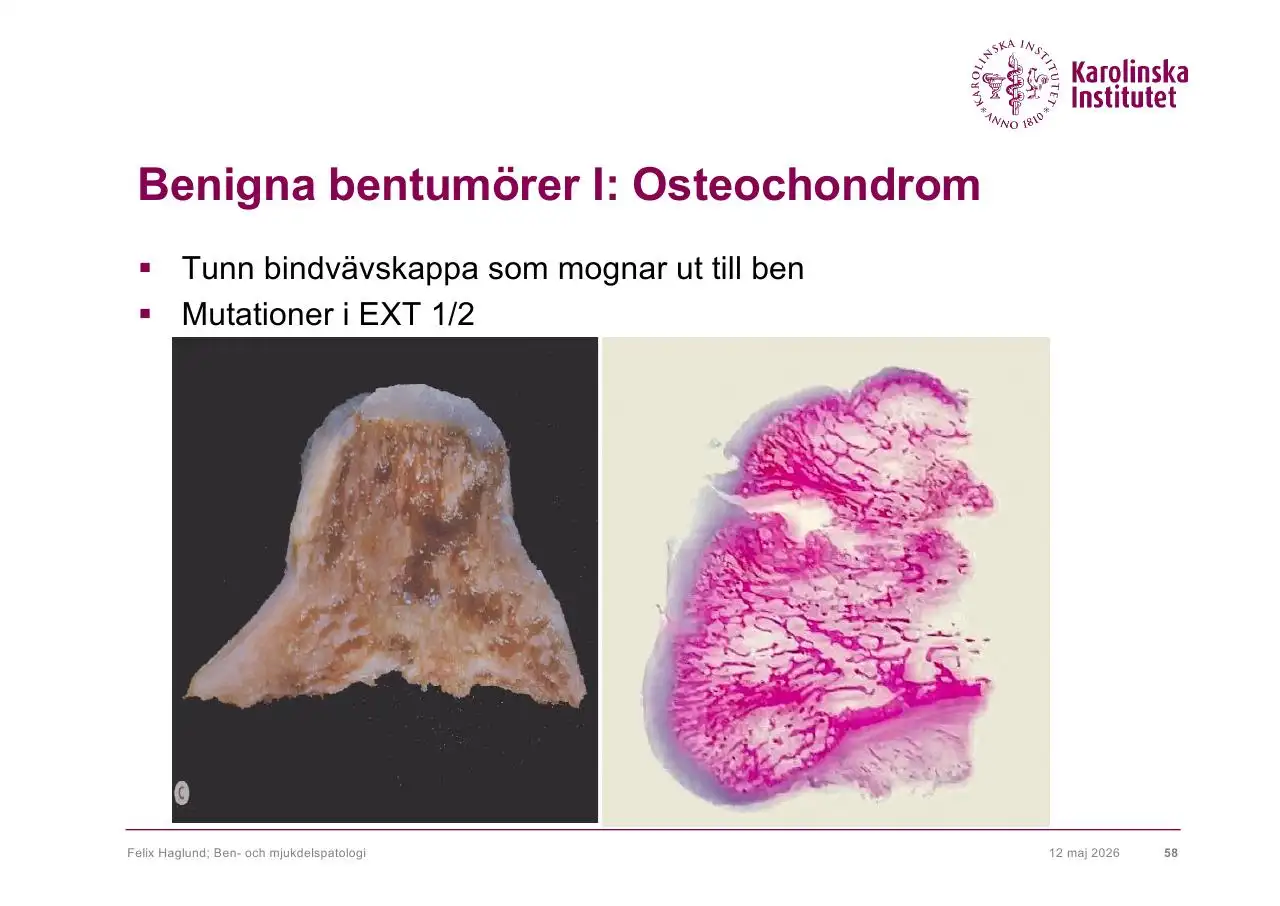 KAROLINSKA INSTITUTET
ANNO 1810
Karolinska
Institutet
Benigna bentumörer I: Osteochondrom
Tunn bindvävskappa som mognar ut till ben
Mutationer i EXT 1/2
C
Felix Haglund; Ben- och mjukdelspatologi
12 maj 2026
58